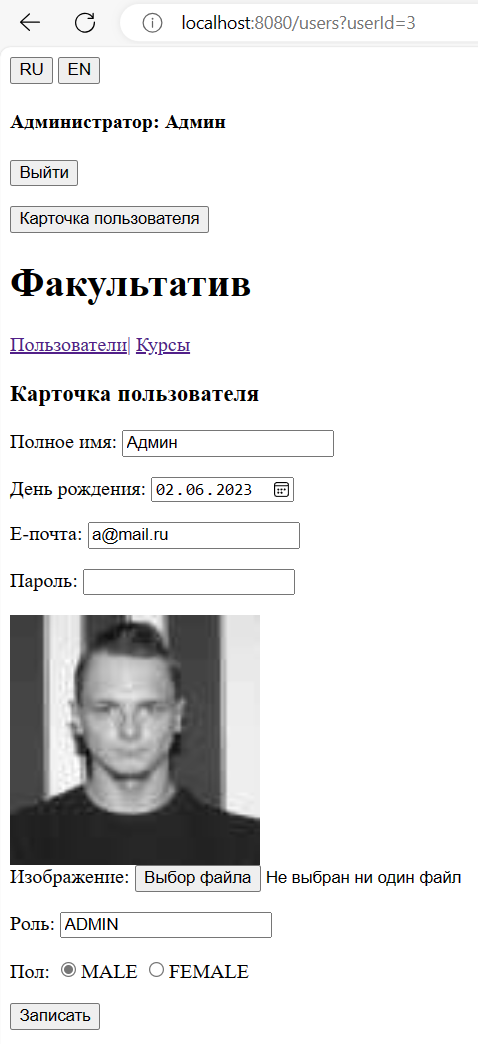 localhost:8080/users?userId=3
RU EN
Администратор: Админ
Выйти
Карточка пользователя
Факультатив
Пользователи| Курсы
Карточка пользователя
Полное имя: Админ
День рождения: 02.06.2023
Е-почта: a@mail.ru
Пароль:
Изображение: Выбор файла Не выбран ни один файл
Роль: ADMIN
Пол: MALE FEMALE
Записать